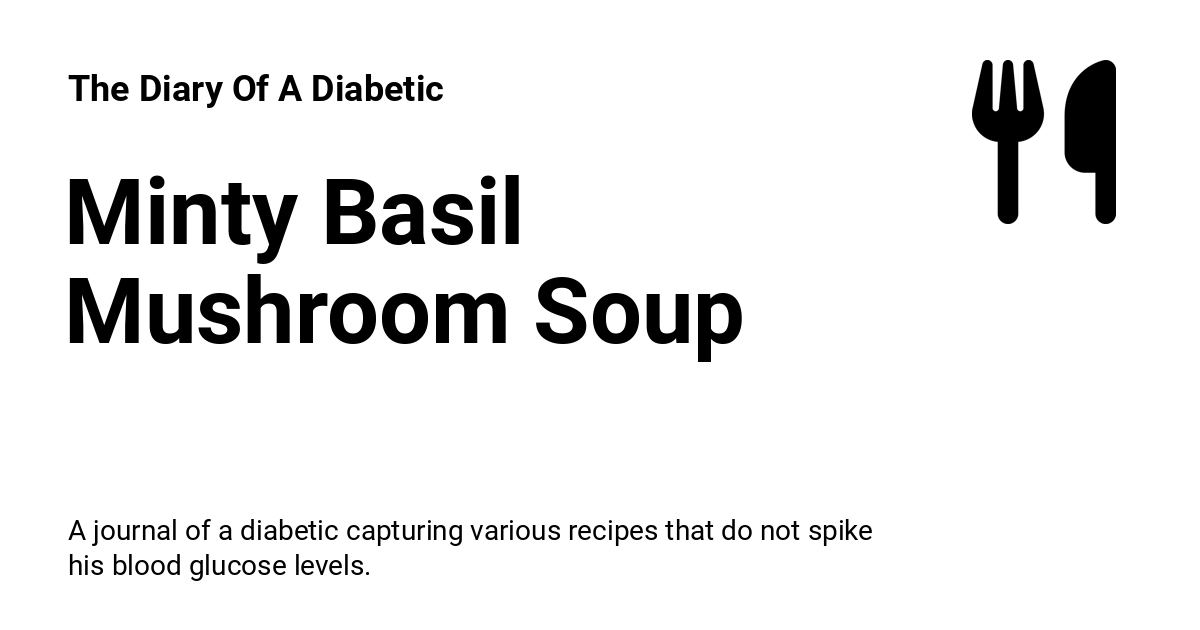 The Diary Of A Diabetic
Minty Basil
Mushroom Soup
A journal of a diabetic capturing various recipes that do not spike
his blood glucose levels.